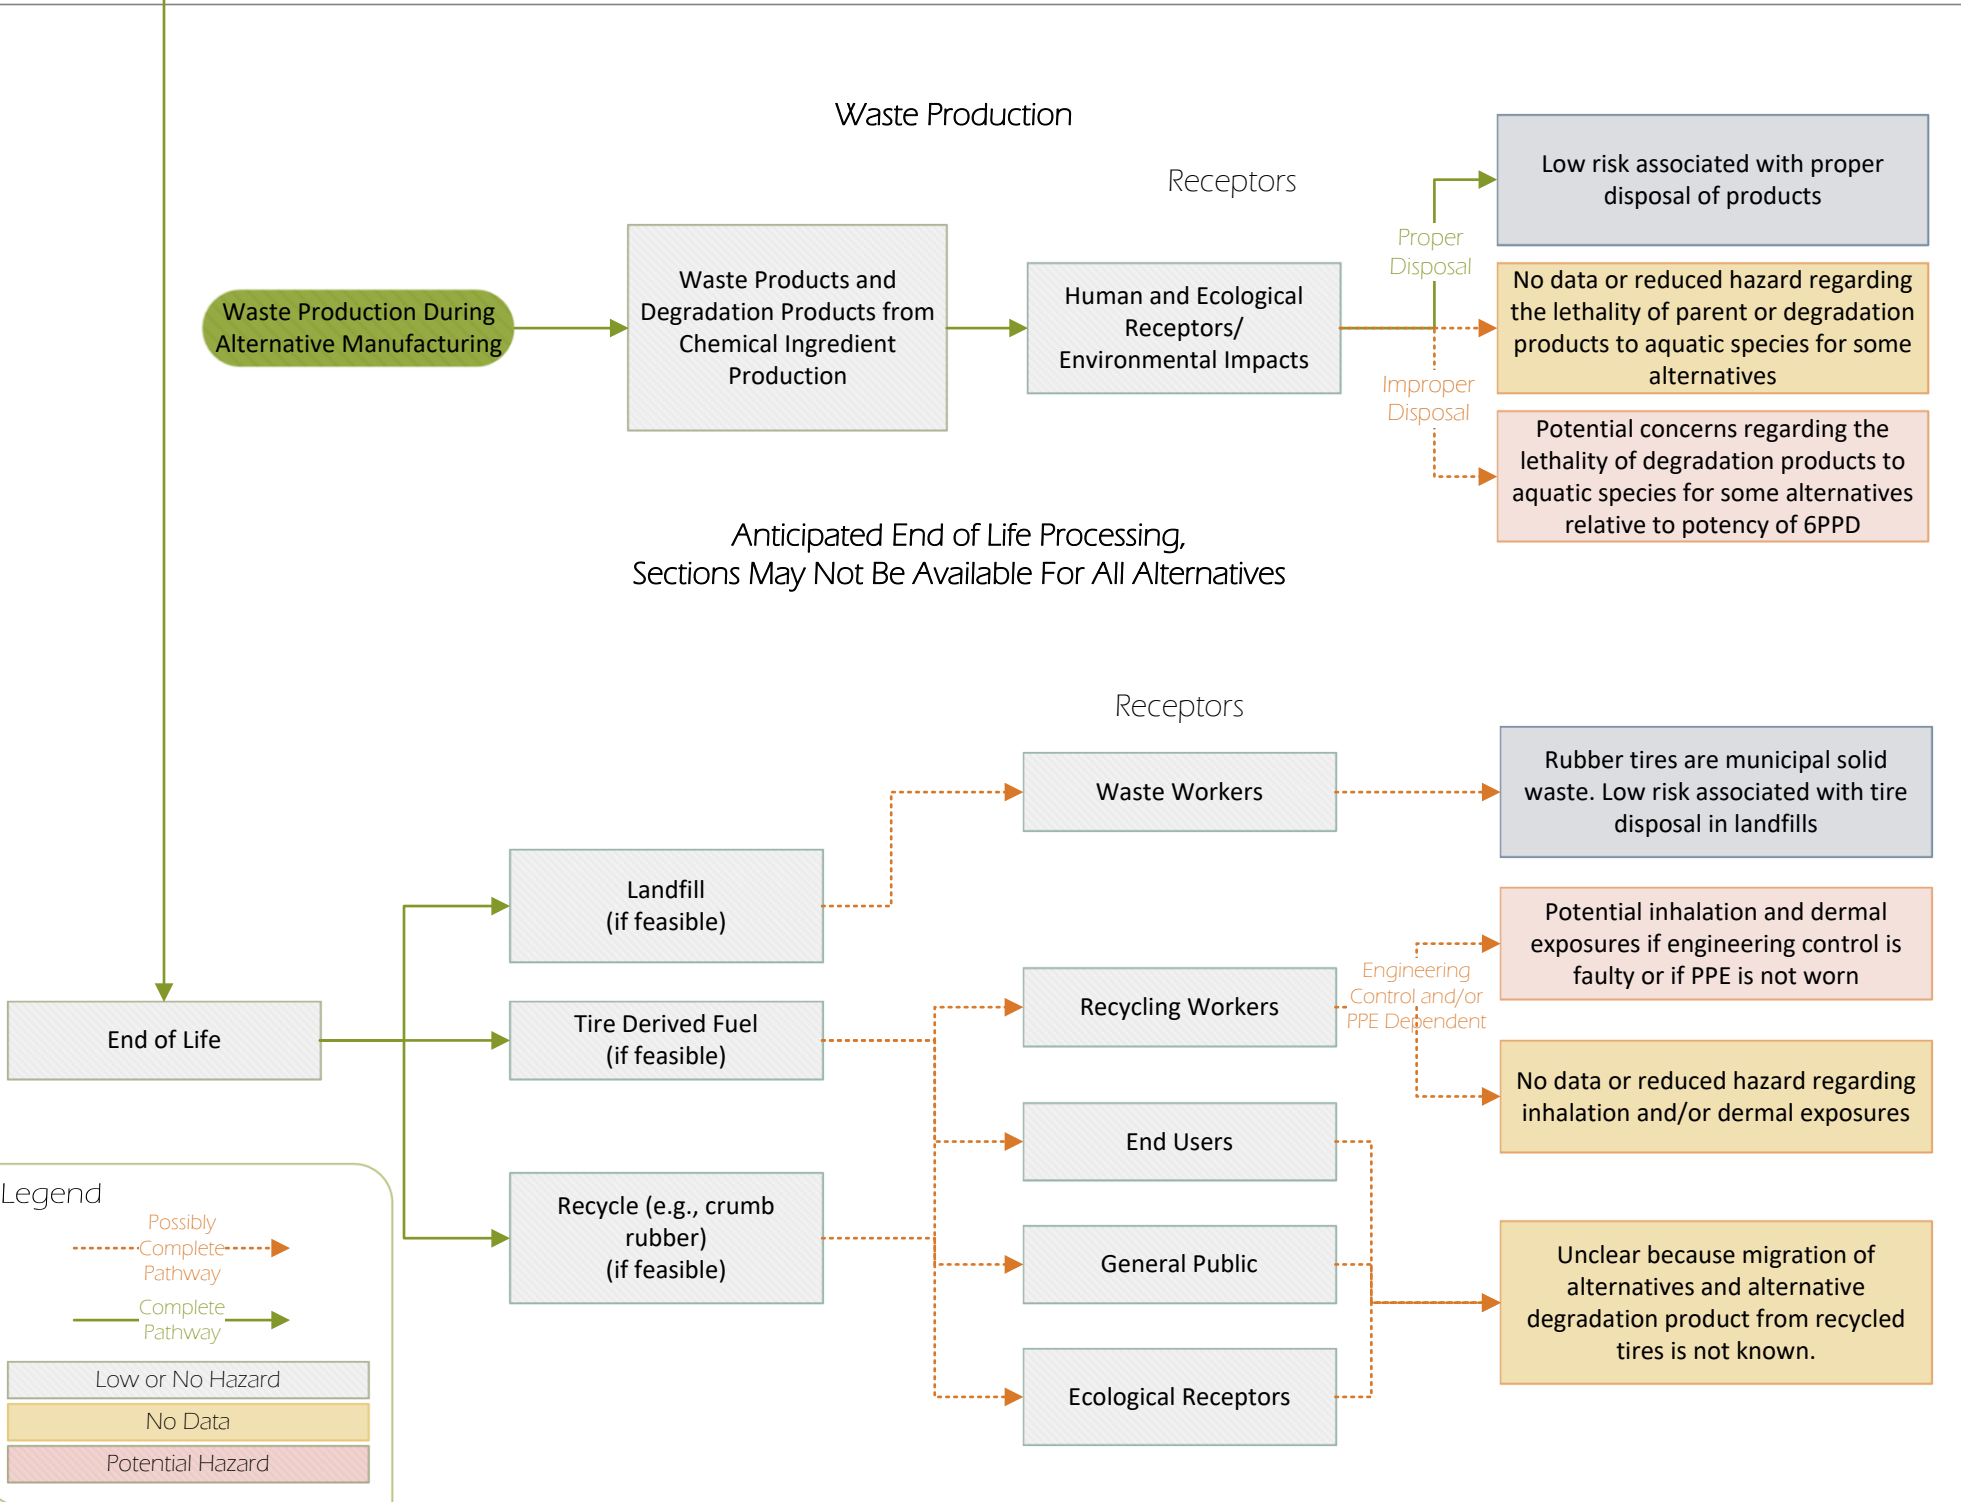 Waste Production
Receptors
Low risk associated with proper
disposal of products
Proper
Disposal
Waste Production During
Alternative Manufacturing
Waste Products and
Degradation Products from
Chemical Ingredient
Production
Human and Ecological
Receptors/
Environmental Impacts
No data or reduced hazard regarding
the lethality of parent or degradation
products to aquatic species for some
alternatives
Improper
Disposal
Potential concerns regarding the
lethality of degradation products to
aquatic species for some alternatives
relative to potency of 6PPD
Anticipated End of Life Processing,
Sections May Not Be Available For All Alternatives
Receptors
Waste Workers
Rubber tires are municipal solid
waste. Low risk associated with tire
disposal in landfills
Landfill
(if feasible)
Potential inhalation and dermal
exposures if engineering control is
faulty or if PPE is not worn
Engineering
Control and/or
PPE Dependent
Recycling Workers
End of Life
Tire Derived Fuel
(if feasible)
No data or reduced hazard regarding
inhalation and/or dermal exposures
End Users
Recycle (e.g., crumb
rubber)
(if feasible)
General Public
Unclear because migration of
alternatives and alternative
degradation product from recycled
tires is not known.
Ecological Receptors
Legend
Possibly
Complete
Pathway
Complete
Pathway
Low or No Hazard
No Data
Potential Hazard